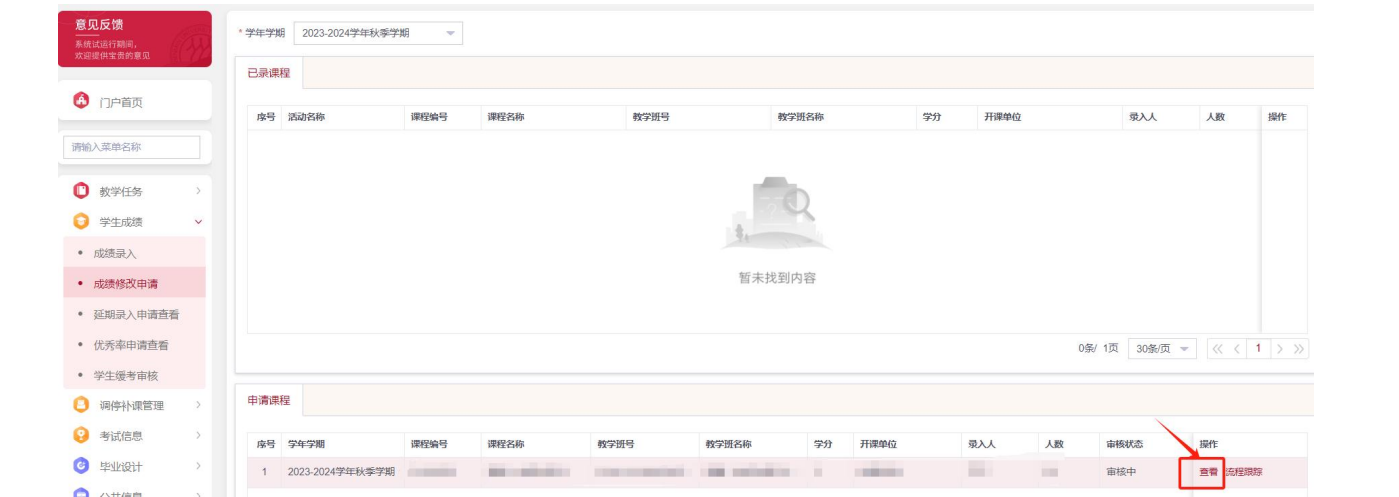 意见反馈
系统试运行期间，
欢迎提供宝贵的意见
门户首页
请输入菜单名称
教学任务
学生成绩
成绩录入
成绩修改申请
延期录入申请查看
优秀率申请查看
学生缓考审核
调停补课管理
考试信息
毕业设计
公共信息
* 学年学期 2023-2024学年秋季学期
已录课程
序号 活动名称 课程编号 课程名称 教学班号 教学班名称 学分 开课单位 录入人 人数 操作
暂未找到内容
0条/ 1页 30条/页 1
申请课程
序号 学年学期 课程编号 课程名称 教学班号 教学班名称 学分 开课单位 录入人 人数 审核状态 操作
1 2023-2024学年秋季学期 审核中 查看 流程跟踪